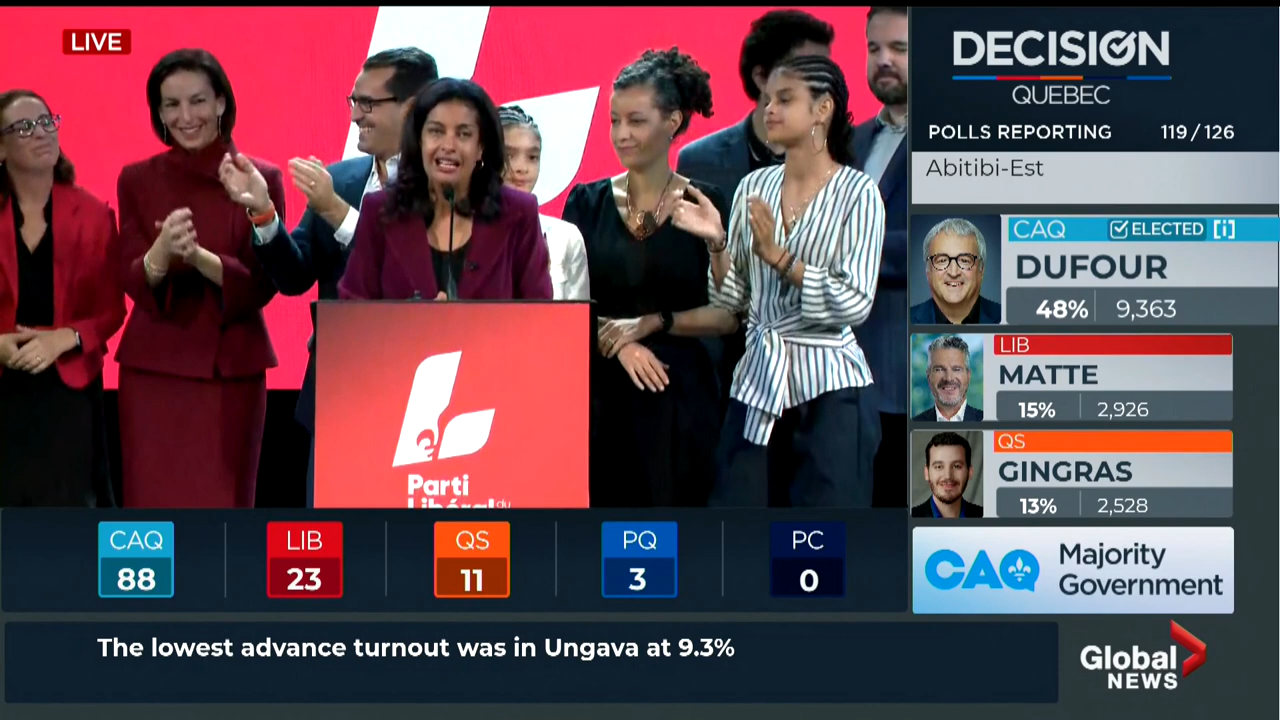 LIVE
Parti
Libéral du
DECISION
QUEBEC
POLLS REPORTING 119/126
Abitibi-Est
CAQ ELECTED [i]
DUFOUR
48% 9,363
LIB
MATTE
15% 2,926
QS
GINGRAS
13% 2,528
CAQ Majority
Government
CAQ LIB QS PQ PC
88 23 11 3 0
The lowest advance turnout was in Ungava at 9.3%
Global
NEWS